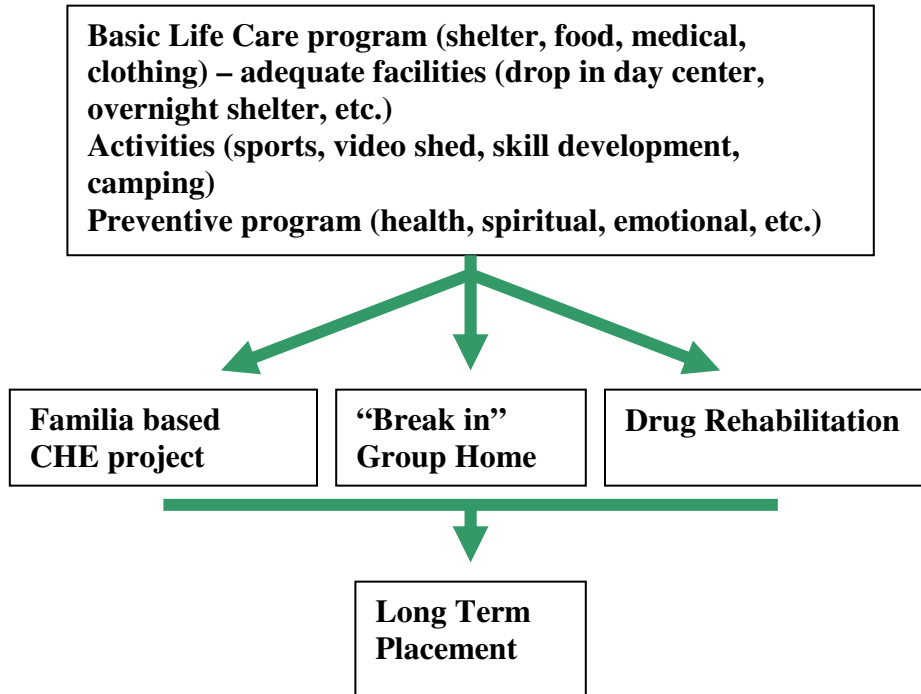 Basic Life Care program (shelter, food, medical,
clothing) – adequate facilities (drop in day center,
overnight shelter, etc.)
Activities (sports, video shed, skill development,
camping)
Preventive program (health, spiritual, emotional, etc.)
Familia based
CHE project
“Break in”
Group Home
Drug Rehabilitation
Long Term
Placement